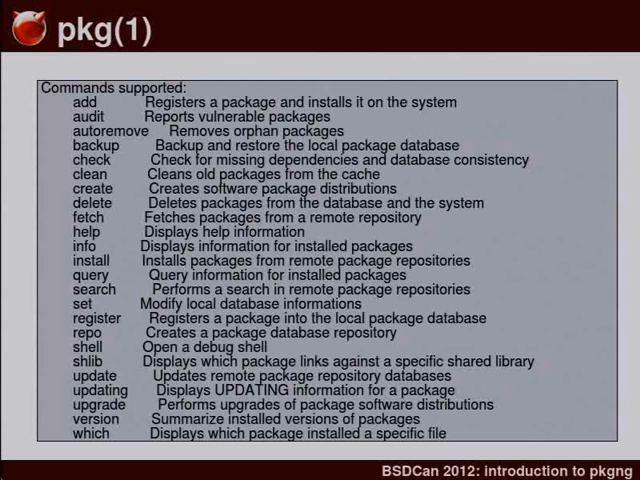 pkg(1)
Commands supported:
add Registers a package and installs it on the system
audit Reports vulnerable packages
autoremove Removes orphan packages
backup Backup and restore the local package database
check Check for missing dependencies and database consistency
clean Cleans old packages from the cache
create Creates software package distributions
delete Deletes packages from the database and the system
fetch Fetches packages from a remote repository
help Displays help information
info Displays information for installed packages
install Installs packages from remote package repositories
query Query information for installed packages
search Performs a search in remote package repositories
set Modify local database informations
register Registers a package into the local package database
repo Creates a package database repository
shell Open a debug shell
shlib Displays which package links against a specific shared library
update Updates remote package repository databases
updating Displays UPDATING information for a package
upgrade Performs upgrades of package software distributions
version Summarize installed versions of packages
which Displays which package installed a specific file
BSDCan 2012: introduction to pkgng